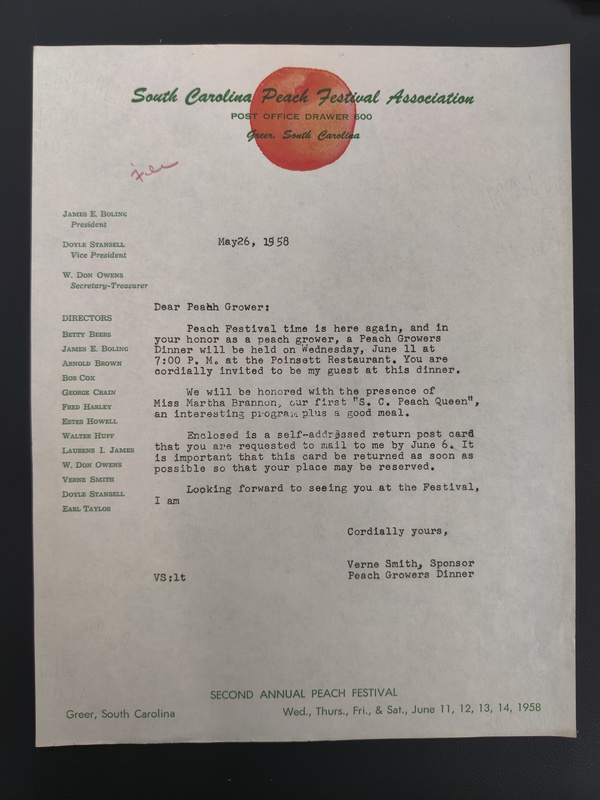 South Carolina Peach Festival Association
POST OFFICE DRAWER 600
Greer, South Carolina
File
JAMES E. BOLING
President
DOYLE STANSELL
Vice President
W. DON OWENS
Secretary-Treasurer
DIRECTORS
BETTY BEERS
JAMES E. BOLING
ARNOLD BROWN
BOB COX
GEORGE CRAIN
FRED HARLEY
ESTES HOWELL
WALTER HUFF
LAURENS I. JAMES
W. DON OWENS
VERNE SMITH
DOYLE STANSELL
EARL TAYLOR
May26, 1958
Dear Peahh Grower:
Peach Festival time is here again, and in
your honor as a peach grower, a Peach Growers
Dinner will be held on Wednesday, June 11 at
7:00 P. M. at the Poinsett Restaurant. You are
cordially invited to be my guest at this dinner.
We will be honored with the presence of
Miss Martha Brannon, our first "S. C. Peach Queen",
an interesting program plus a good meal.
Enclosed is a self-addrsssed return post card
that you are requested to mail to me by June 6. It
is important that this card be returned as soon as
possible so that your place may be reserved.
Looking forward to seeing you at the Festival,
I am
Cordially yours,
Verne Smith, Sponsor
Peach Growers Dinner
VS:lt
SECOND ANNUAL PEACH FESTIVAL
Greer, South Carolina
Wed., Thurs., Fri., & Sat., June 11, 12, 13, 14, 1958